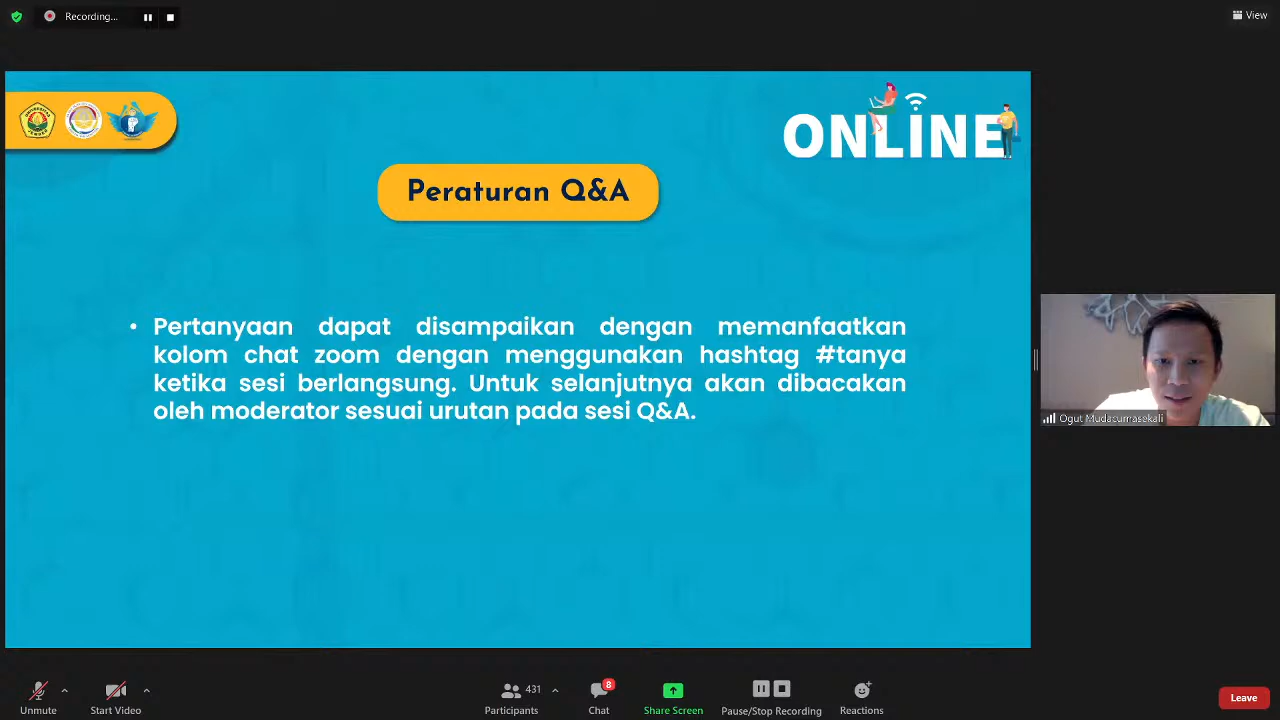 Recording...
View
ONLINE
Peraturan Q&A
• Pertanyaan dapat disampaikan dengan memanfaatkan
kolom chat zoom dengan menggunakan hashtag #tanya
ketika sesi berlangsung. Untuk selanjutnya akan dibacakan
oleh moderator sesuai urutan pada sesi Q&A.
Ogut Mudacumasekali
Unmute
Start Video
431
Participants
8
Chat
Share Screen
Pause/Stop Recording
Reactions
Leave